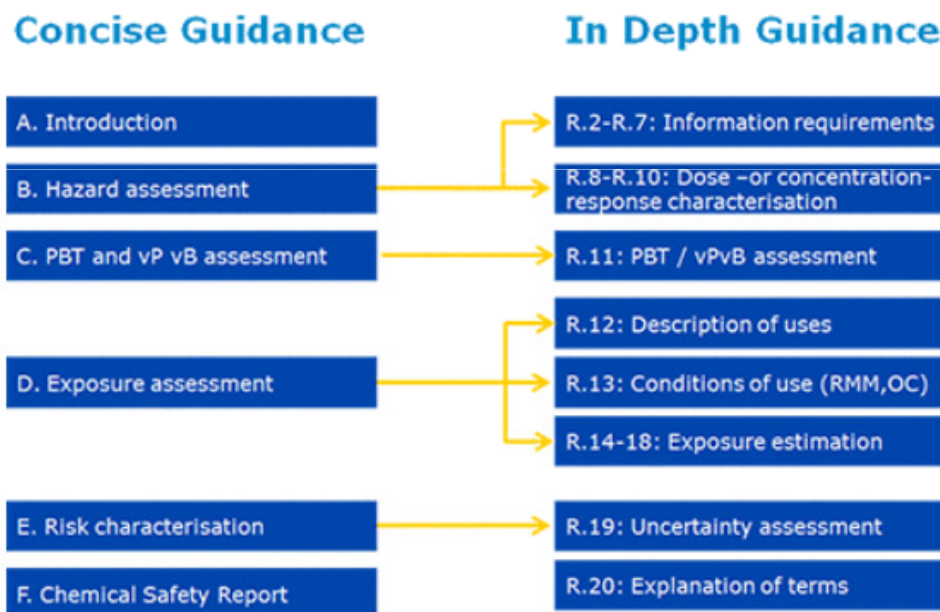 Concise Guidance
In Depth Guidance
A. Introduction
R.2-R.7: Information requirements
B. Hazard assessment
R.8-R.10: Dose –or concentration-
response characterisation
C. PBT and vP vB assessment
R.11: PBT / vPvB assessment
R.12: Description of uses
D. Exposure assessment
R.13: Conditions of use (RMM,OC)
R.14-18: Exposure estimation
E. Risk characterisation
R.19: Uncertainty assessment
F. Chemical Safety Report
R.20: Explanation of terms